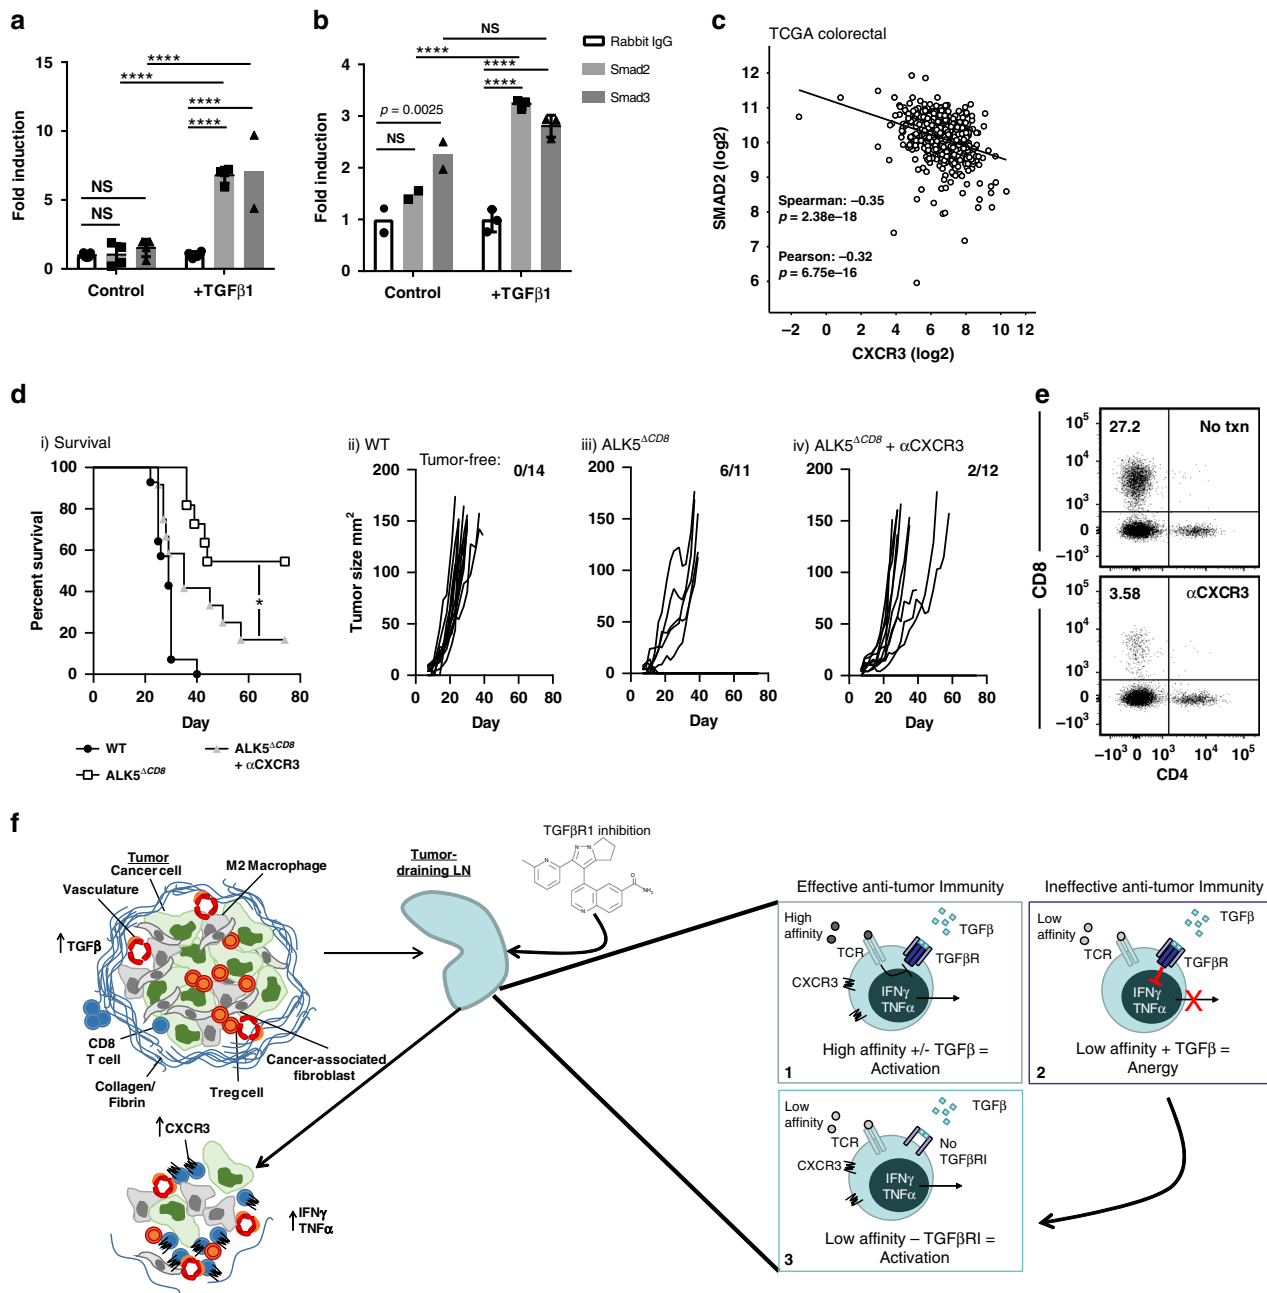 a
15
10
5
0
Fold induction
****
****
****
****
NS
NS
Control
+TGFβ1
b
4
3
2
1
0
Fold induction
NS
****
****
****
p = 0.0025
NS
Control
+TGFβ1
Rabbit IgG
Smad2
Smad3
c
TCGA colorectal
12
11
10
9
8
7
6
SMAD2 (log2)
Spearman: –0.35
p = 2.38e–18
Pearson: –0.32
p = 6.75e–16
–2 0 2 4 6 8 10 12
CXCR3 (log2)
d
i) Survival
100
80
60
40
20
0
Percent survival
*
0 20 40 60 80
Day
WT
ALK5ΔCD8
ALK5ΔCD8
+ αCXCR3
ii) WT
Tumor-free: 0/14
200
150
100
50
0
Tumor size mm²
0 20 40 60 80
Day
iii) ALK5ΔCD8
6/11
200
150
100
50
0
0 20 40 60 80
Day
iv) ALK5ΔCD8 + αCXCR3
2/12
200
150
100
50
0
0 20 40 60 80
Day
e
27.2 No txn
10⁵
10⁴
10³
0
–10³
CD8
3.58 αCXCR3
10⁵
10⁴
10³
0
–10³
–10³ 0 10³ 10⁴ 10⁵
CD4
f
Tumor
Cancer cell
M2 Macrophage
Vasculature
↑ TGFβ
CD8
T cell
Collagen/
Fibrin
Treg cell
Cancer-associated
fibroblast
↑CXCR3
↑IFNγ
TNFα
Tumor-
draining LN
TGFβR1 inhibition
N
N
N
N
O
NH₂
Effective anti-tumor Immunity
High
affinity
TCR
TGFβ
TGFβR
CXCR3
IFNγ
TNFα
High affinity +/- TGFβ =
Activation
1
Ineffective anti-tumor Immunity
Low
affinity
TCR
TGFβ
TGFβR
IFNγ
TNFα
X
Low affinity + TGFβ =
Anergy
2
Low
affinity
TCR
TGFβ
No
TGFβRI
CXCR3
IFNγ
TNFα
Low affinity – TGFβRI =
Activation
3